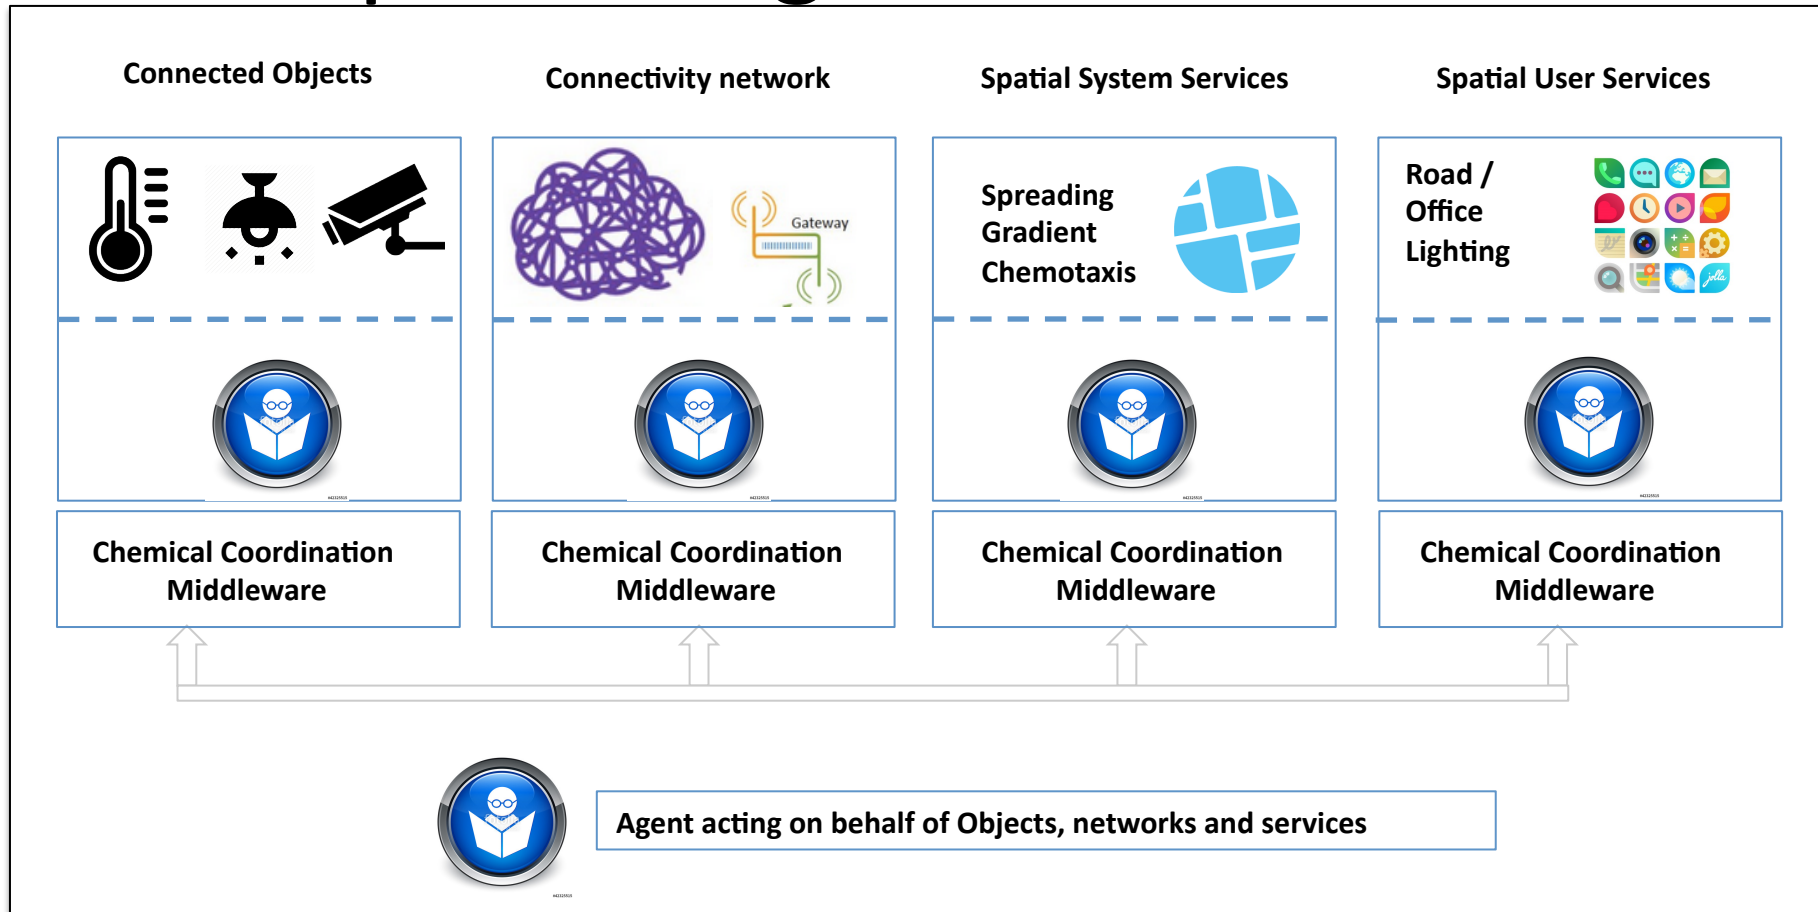 Connected Objects
Connectivity network
Spatial System Services
Spatial User Services
Gateway
Spreading
Gradient
Chemotaxis
Road /
Office
Lighting
jolla
Chemical Coordination
Middleware
Chemical Coordination
Middleware
Chemical Coordination
Middleware
Chemical Coordination
Middleware
Agent acting on behalf of Objects, networks and services